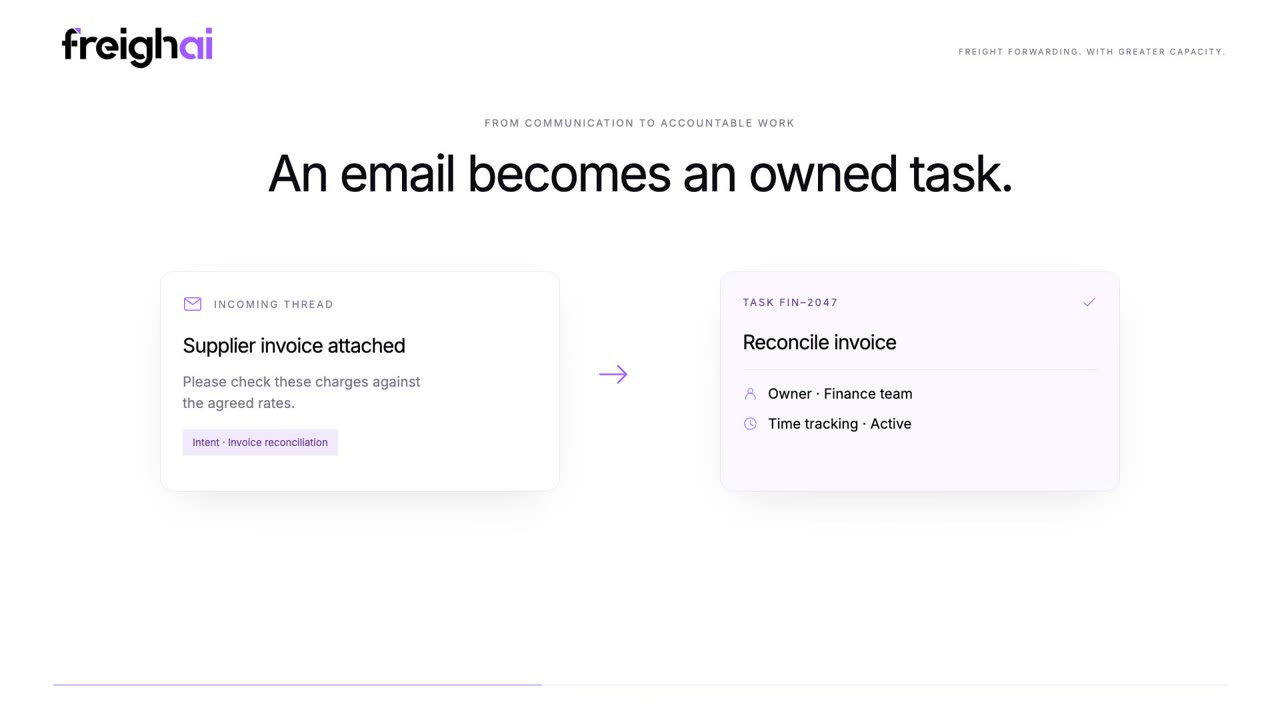 freighai
FREIGHT FORWARDING. WITH GREATER CAPACITY.
FROM COMMUNICATION TO ACCOUNTABLE WORK
An email becomes an owned task.
INCOMING THREAD
Supplier invoice attached
Please check these charges against
the agreed rates.
Intent · Invoice reconciliation
TASK FIN–2047
Reconcile invoice
Owner · Finance team
Time tracking · Active